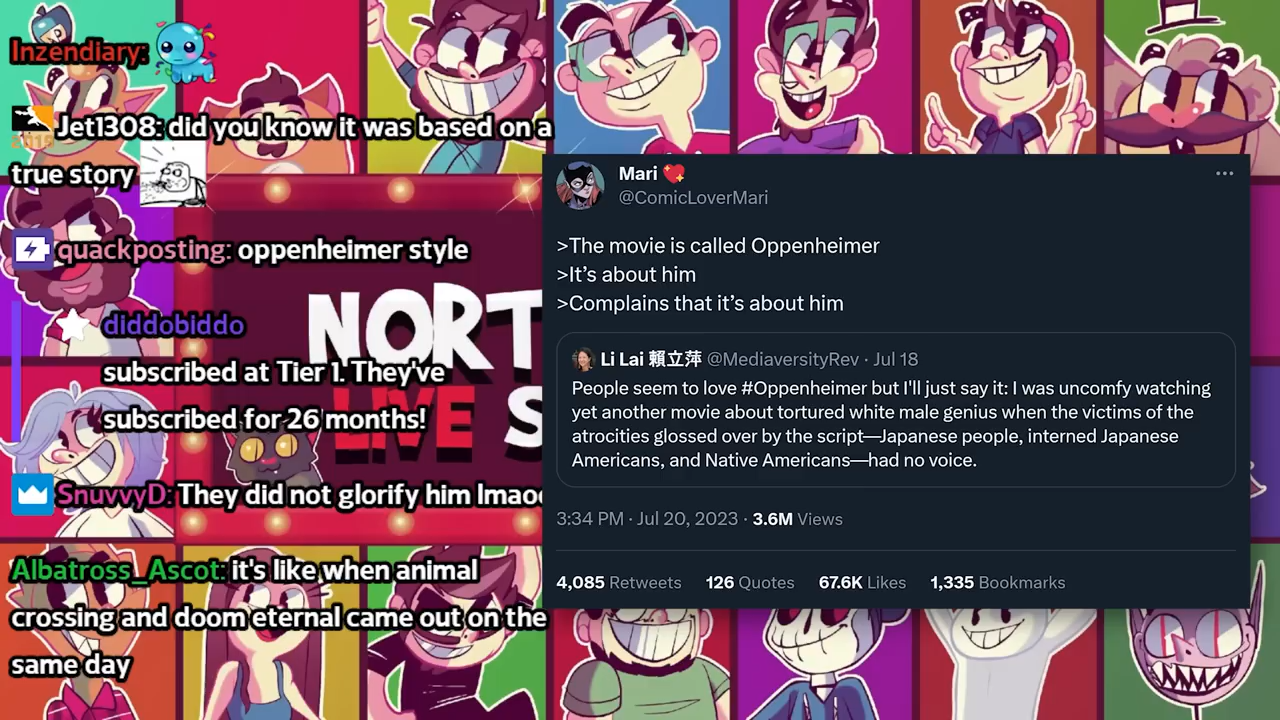 Inzendiary:
Jet1308: did you know it was based on a
true story
quackposting: oppenheimer style
diddobiddo
subscribed at Tier 1. They've
subscribed for 26 months!
SnuvvyD: They did not glorify him lmao
Albatross_Ascot: it's like when animal
crossing and doom eternal came out on the
same day
NORT
LIVE S
Mari
@ComicLoverMari
>The movie is called Oppenheimer
>It’s about him
>Complains that it’s about him
Li Lai 賴立萍 @MediaversityRev · Jul 18
People seem to love #Oppenheimer but I'll just say it: I was uncomfy watching
yet another movie about tortured white male genius when the victims of the
atrocities glossed over by the script—Japanese people, interned Japanese
Americans, and Native Americans—had no voice.
3:34 PM · Jul 20, 2023 · 3.6M Views
4,085 Retweets 126 Quotes 67.6K Likes 1,335 Bookmarks